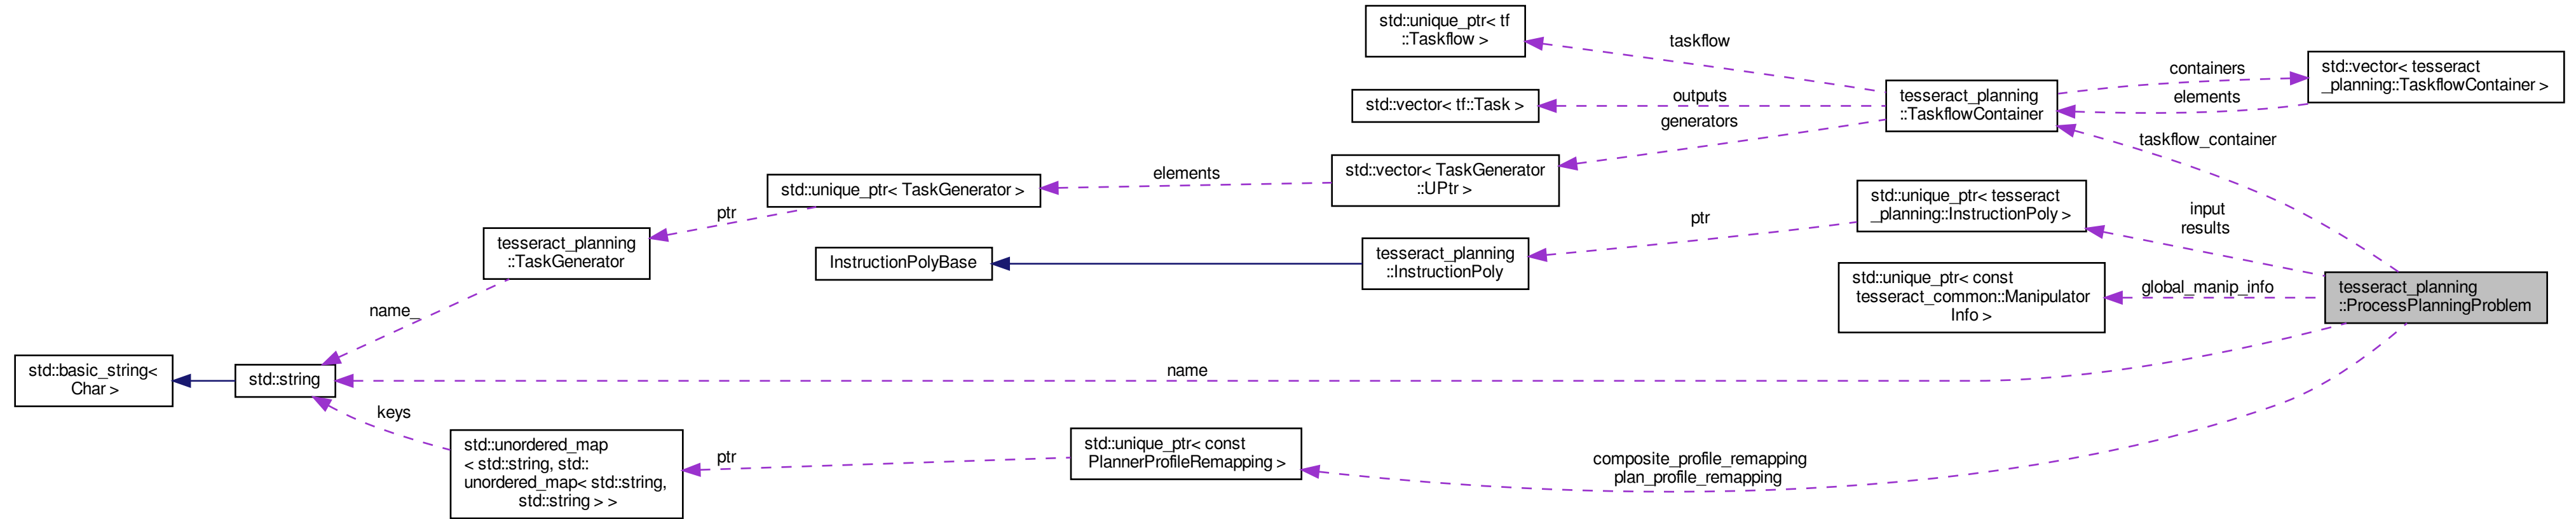 std::unique_ptr< tf
::Taskflow >
taskflow
containers
std::vector< tesseract
_planning::TaskflowContainer >
tesseract_planning
::TaskflowContainer
std::vector< tf::Task >
outputs
elements
generators
taskflow_container
std::vector< TaskGenerator
::UPtr >
elements
std::unique_ptr< TaskGenerator >
std::unique_ptr< tesseract
_planning::InstructionPoly >
input
results
ptr
ptr
tesseract_planning
::TaskGenerator
InstructionPolyBase
tesseract_planning
::InstructionPoly
std::unique_ptr< const
tesseract_common::Manipulator
Info >
global_manip_info
tesseract_planning
::ProcessPlanningProblem
name_
std::basic_string<
Char >
std::string
name
keys
std::unordered_map
< std::string, std::
unordered_map< std::string,
std::string > >
ptr
std::unique_ptr< const
PlannerProfileRemapping >
composite_profile_remapping
plan_profile_remapping